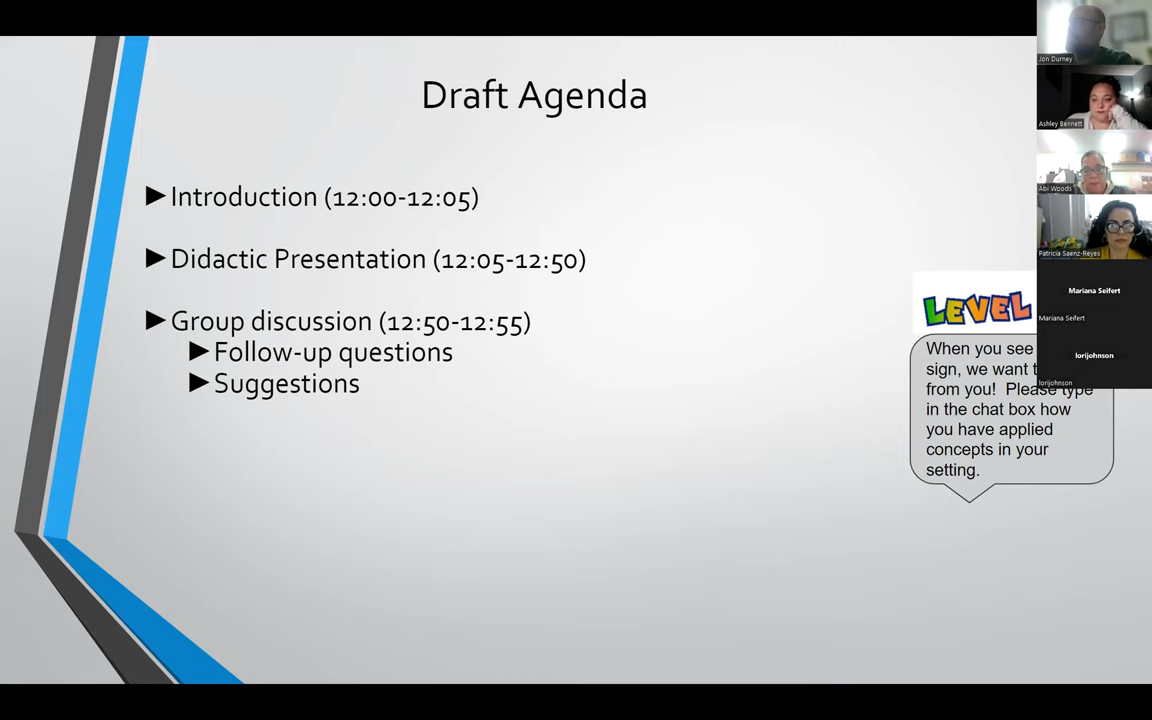 Draft Agenda
►Introduction (12:00-12:05)
►Didactic Presentation (12:05-12:50)
►Group discussion (12:50-12:55)
►Follow-up questions
►Suggestions
LEVEL
When you see
sign, we want
from you! Please type
in the chat box how
you have applied
concepts in your
setting.
Jon Durney
Ashley Bennett
Abi Woods
Patricia Saenz-Reyes
Mariana Seifert
Mariana Seifert
lorijohnson
lorijohnson